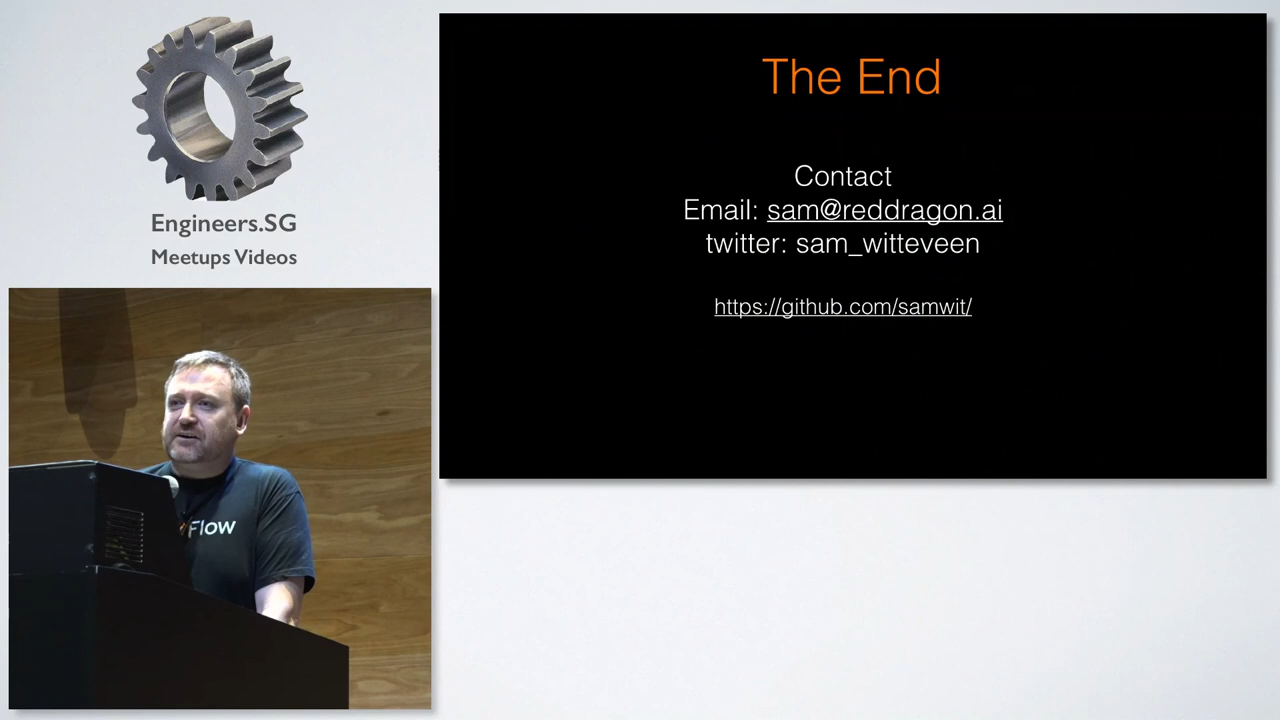 Engineers.SG
Meetups Videos
The End
Contact
Email: sam@reddragon.ai
twitter: sam_witteveen
https://github.com/samwit/
Flow